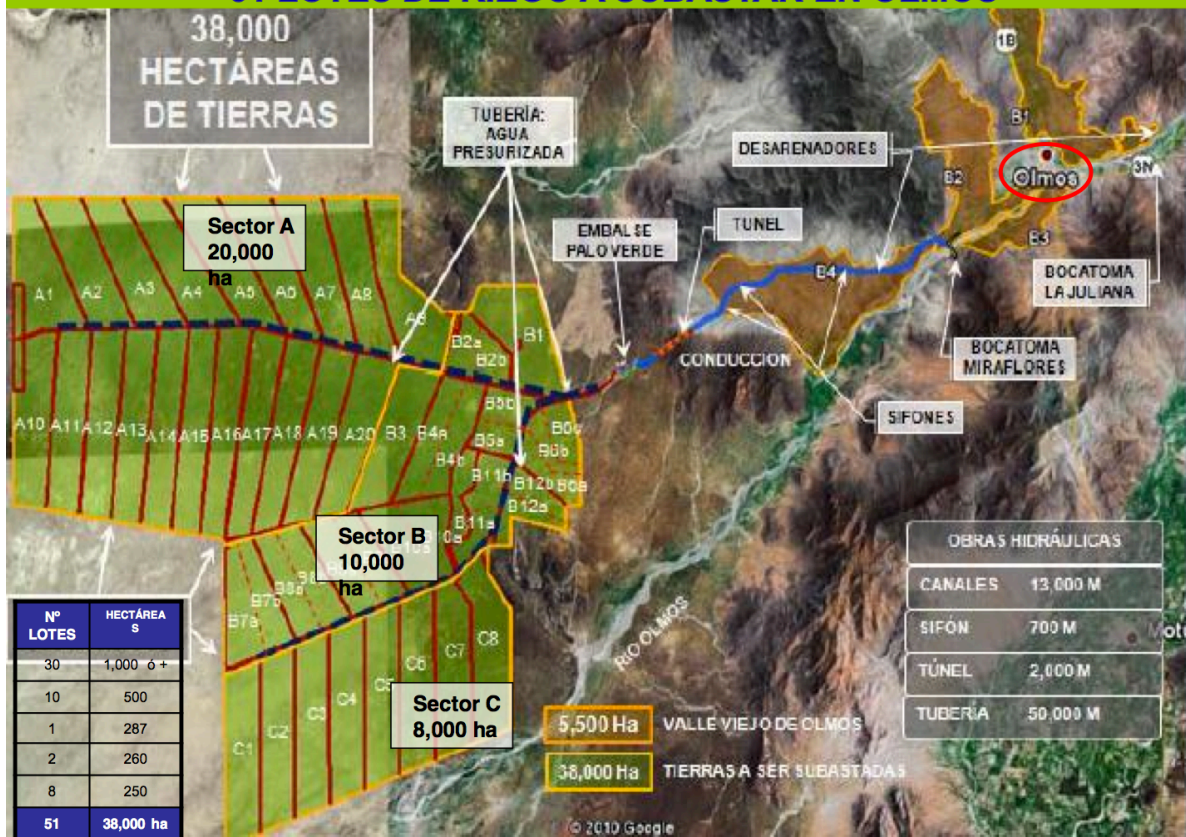 38,000
HECTÁREAS
DE TIERRAS
TUBERÍA:
AGUA
PRESURIZADA
DESARENADORES
1B
B1
Olmos
3N
B2
B3
EMBALSE
PALO VERDE
TUNEL
B4
BOCATOMA
LA JULIANA
BOCATOMA
MIRAFLORES
CONDUCCION
SIFONES
Sector A
20,000
ha
A1 A2 A3 A4 A5 A6 A7 A8
B2a
B2b
B1
B5b
A10 A11 A12 A13 A14 A15 A16 A17 A18 A19 A20 B3 B4a
B5a
B6b
B4b
B11b
B12b
B12a
B11a
Sector B
10,000
ha
B7a
B7b
Sector C
8,000 ha
C1 C2 C3 C4 C6 C7 C8
RIO OLMOS
Nº
LOTES
HECTÁREA
S
30 1,000 ó +
10 500
1 287
2 260
8 250
51 38,000 ha
5,500 Ha VALLE VIEJO DE OLMOS
38,000 Ha TIERRAS A SER SUBASTADAS
OBRAS HIDRÁULICAS
CANALES 13,000 M
SIFÓN 700 M
TÚNEL 2,000 M
TUBERÍA 50,000 M
© 2010 Google